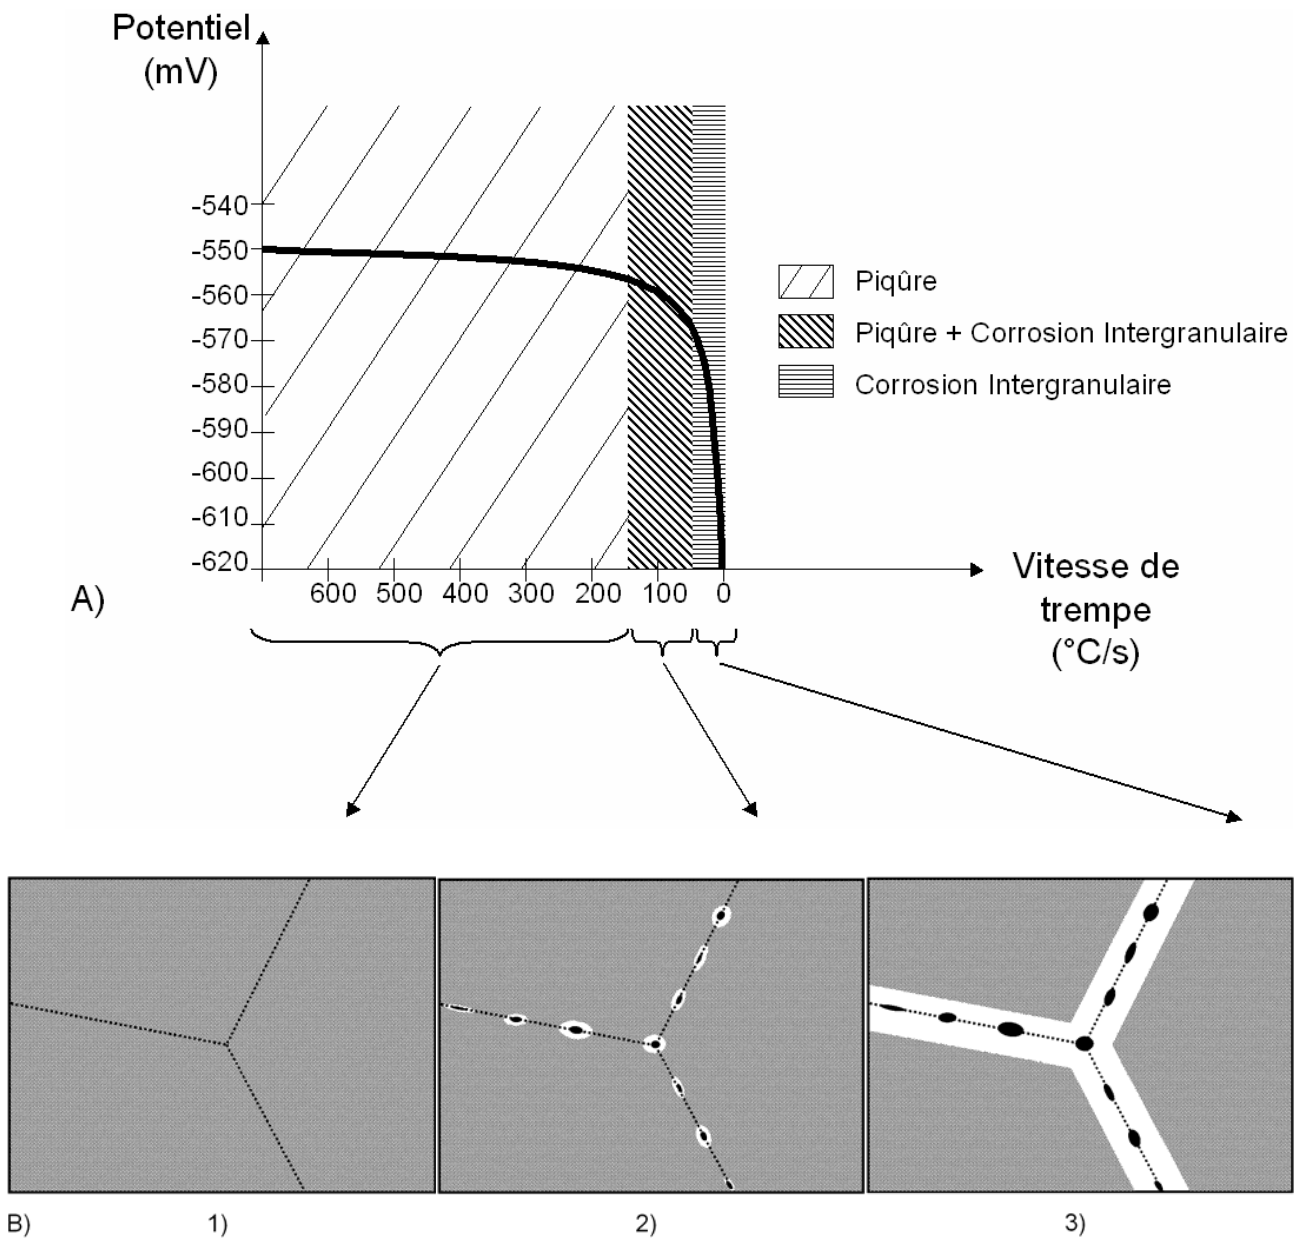 Potentiel
(mV)
-540
-550
-560
-570
-580
-590
-600
-610
-620
Piqûre
Piqûre + Corrosion Intergranulaire
Corrosion Intergranulaire
600 500 400 300 200 100 0
Vitesse de
trempe
(°C/s)
A)
B) 1) 2) 3)